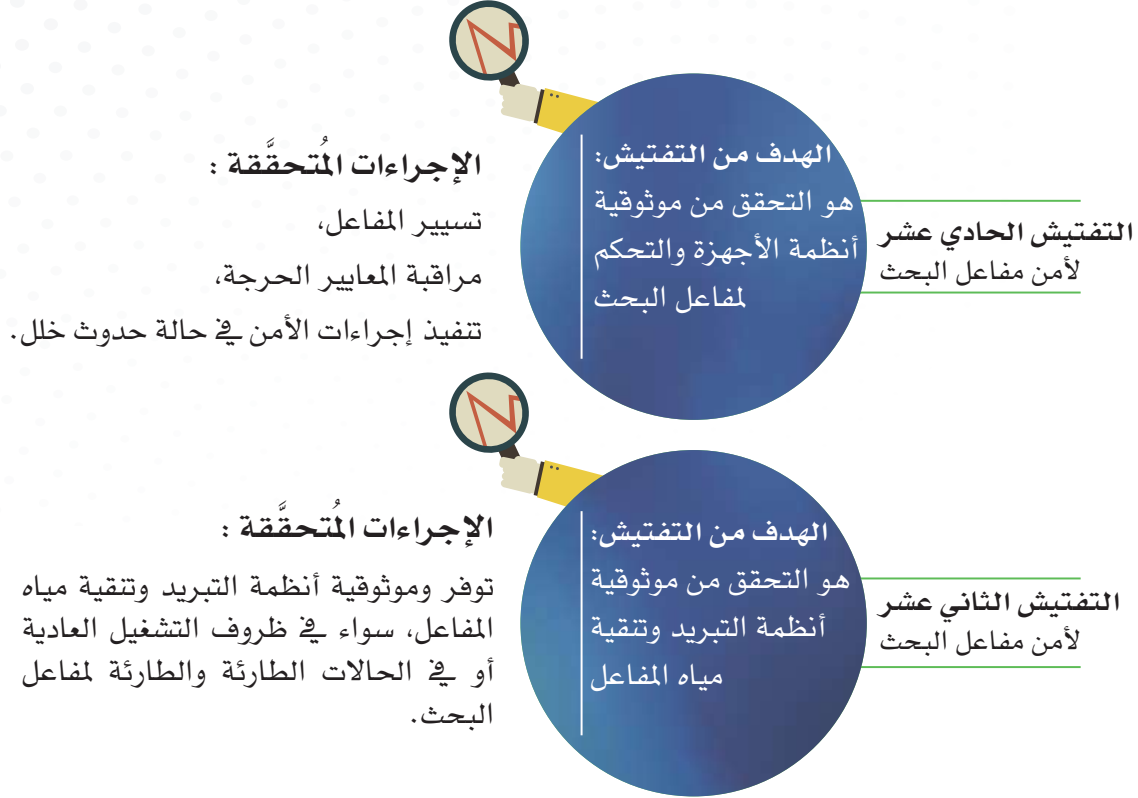 التفتيش الحادي عشر
لأمن مفاعل البحث
الهدف من التفتيش:
هو التحقق من موثوقية
أنظمة الأجهزة والتحكم
لمفاعل البحث
الإجراءات المُتحقَّقة :
تسيير المفاعل،
مراقبة المعايير الحرجة،
تنفيذ إجراءات الأمن في حالة حدوث خلل.
التفتيش الثاني عشر
لأمن مفاعل البحث
الهدف من التفتيش:
هو التحقق من موثوقية
أنظمة التبريد وتنقية
مياه المفاعل
الإجراءات المُتحقَّقة :
توفر وموثوقية أنظمة التبريد وتنقية مياه
المفاعل، سواء في ظروف التشغيل العادية
أو في الحالات الطارئة والطارئة لمفاعل
البحث.